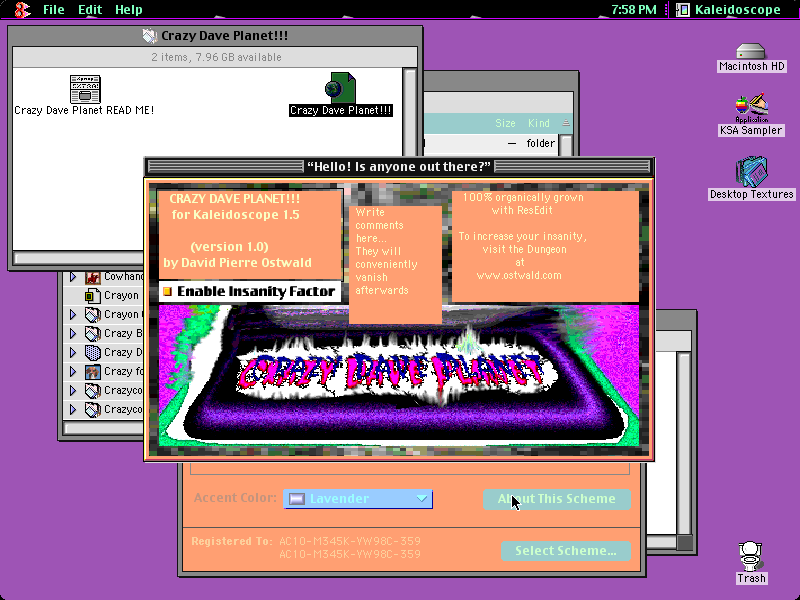 File Edit Help
7:58 PM
Kaleidoscope
Crazy Dave Planet!!!
2 items, 7.96 GB available
Crazy Dave Planet READ ME!
Crazy Dave Planet!!!
Size Kind
— folder
Macintosh HD
Application
KSA Sampler
Desktop Textures
“Hello! Is anyone out there?”
CRAZY DAVE PLANET!!!
for Kaleidoscope 1.5
(version 1.0)
by David Pierre Ostwald
Enable Insanity Factor
Write
comments
here...
They will
conveniently
vanish
afterwards
100% organically grown
with ResEdit
To increase your insanity,
visit the Dungeon
at
www.ostwald.com
CRAZY DAVE PLANET
Cowhan
Crayon
Crayon
Crazy B
Crazy D
Crazy fo
Crazyco
Crazyco
Accent Color:
Lavender
About This Scheme
Registered To: AC10-M345K-YW98C-359
AC10-M345K-YW98C-359
Select Scheme...
Trash